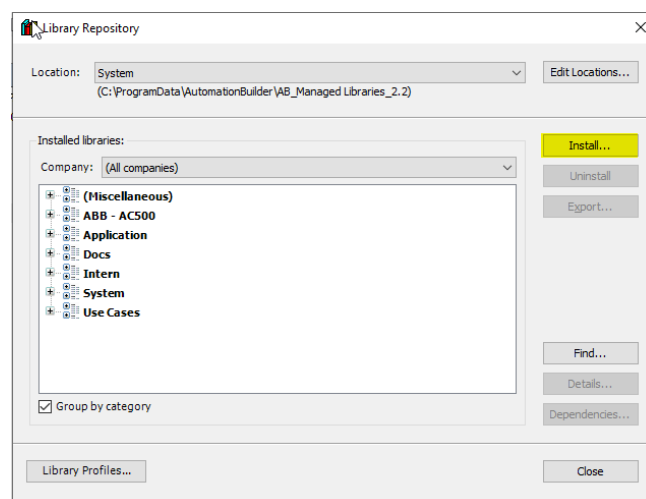 Library Repository
Location: System Edit Locations...
(C:\ProgramData\AutomationBuilder\AB_Managed Libraries_2.2)
Installed libraries: Install...
Company: (All companies) Uninstall
(Miscellaneous) Export...
ABB - AC500
Application
Docs
Intern
System
Use Cases
Find...
Details...
Group by category Dependencies...
Library Profiles... Close